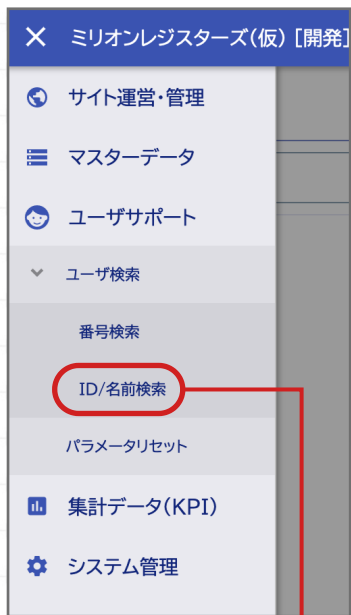 × ミリオンレジスターズ(仮) [開発]
サイト運営・管理
マスターデータ
ユーザサポート
ユーザ検索
番号検索
ID/名前検索
パラメータリセット
集計データ(KPI)
システム管理